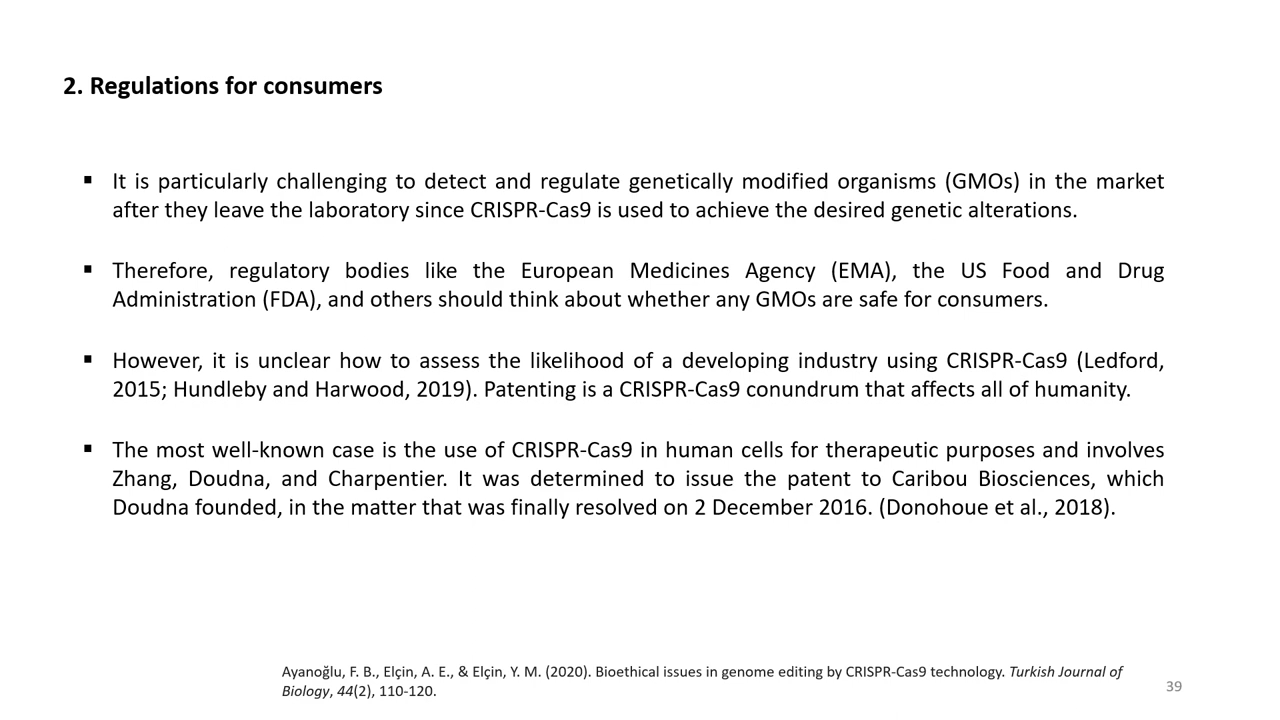 2. Regulations for consumers
▪ It is particularly challenging to detect and regulate genetically modified organisms (GMOs) in the market
after they leave the laboratory since CRISPR-Cas9 is used to achieve the desired genetic alterations.
▪ Therefore, regulatory bodies like the European Medicines Agency (EMA), the US Food and Drug
Administration (FDA), and others should think about whether any GMOs are safe for consumers.
▪ However, it is unclear how to assess the likelihood of a developing industry using CRISPR-Cas9 (Ledford,
2015; Hundleby and Harwood, 2019). Patenting is a CRISPR-Cas9 conundrum that affects all of humanity.
▪ The most well-known case is the use of CRISPR-Cas9 in human cells for therapeutic purposes and involves
Zhang, Doudna, and Charpentier. It was determined to issue the patent to Caribou Biosciences, which
Doudna founded, in the matter that was finally resolved on 2 December 2016. (Donohoue et al., 2018).
Ayanoğlu, F. B., Elçin, A. E., & Elçin, Y. M. (2020). Bioethical issues in genome editing by CRISPR-Cas9 technology. Turkish Journal of
Biology, 44(2), 110-120.
39